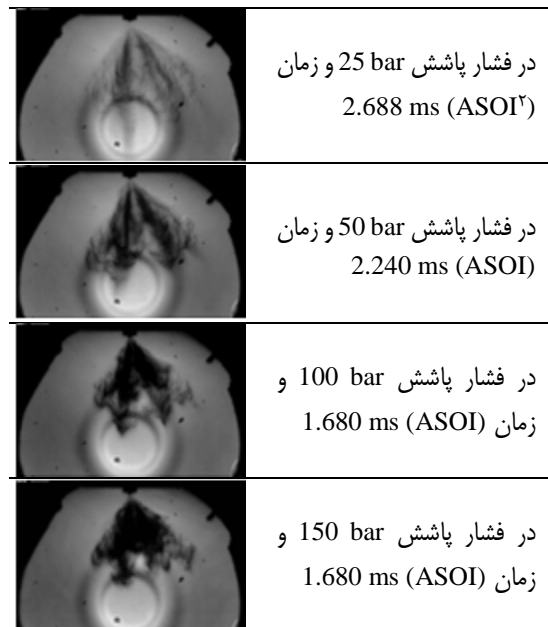 در فشار پاشش 25 bar و زمان
2.688 ms (ASOI۲)
در فشار پاشش 50 bar و زمان
2.240 ms (ASOI)
در فشار پاشش 100 bar و
زمان 1.680 ms (ASOI)
در فشار پاشش 150 bar و
زمان 1.680 ms (ASOI)